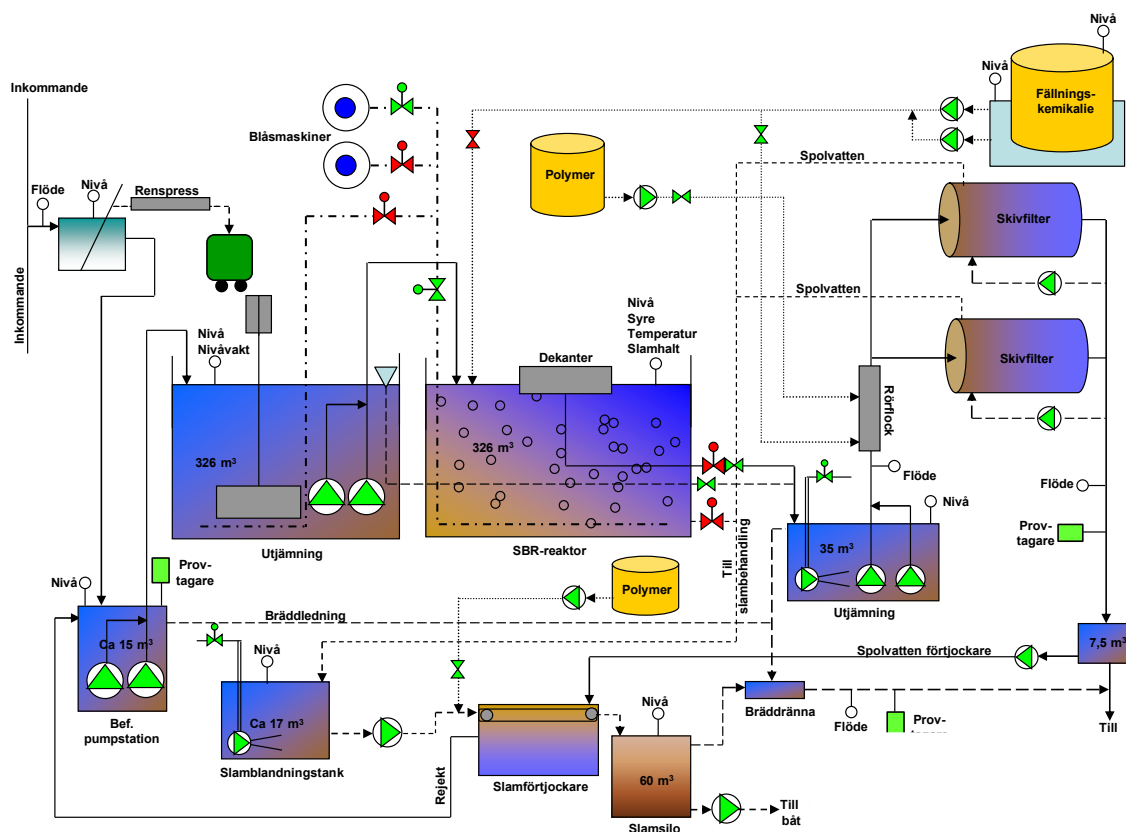 Nivå
Nivå
Inkommande
Fällnings-
kemikalie
Blåsmaskiner
Polymer
Spolvatten
Flöde
Nivå
Renspress
Skivfilter
Inkommande
Spolvatten
Nivå
Nivåvakt
Nivå
Syre
Temperatur
Slamhalt
Dekanter
Skivfilter
Rörflock
326 m³
326 m³
Flöde
Flöde
Nivå
Utjämning
SBR-reaktor
Till
slambehandling
35 m³
Prov-
tagare
Nivå
Prov-
tagare
Polymer
Utjämning
Bräddledning
Ca 15 m³
7,5 m³
Nivå
Spolvatten förtjockare
Bef.
pumpstation
Ca 17 m³
Nivå
Bräddränna
Flöde
Prov-
Till
Slamblandningstank
Rejekt
Slamförtjockare
60 m³
Till
båt
Slamsilo